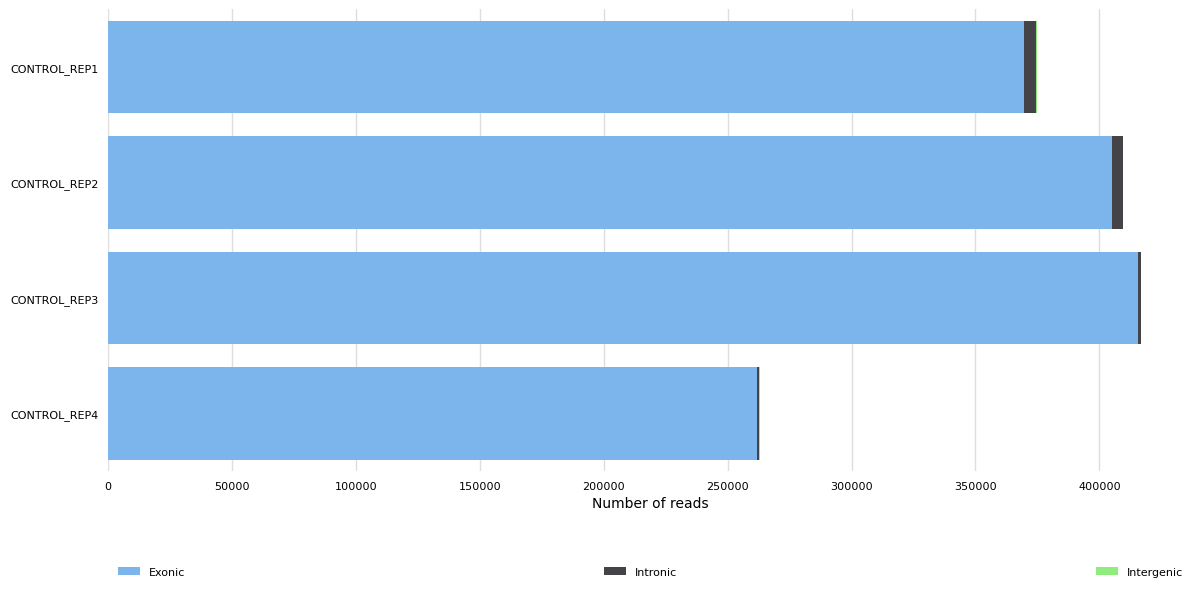 CONTROL_REP1
CONTROL_REP2
CONTROL_REP3
CONTROL_REP4
0 50000 100000 150000 200000 250000 300000 350000 400000
Number of reads
Exonic Intronic Intergenic